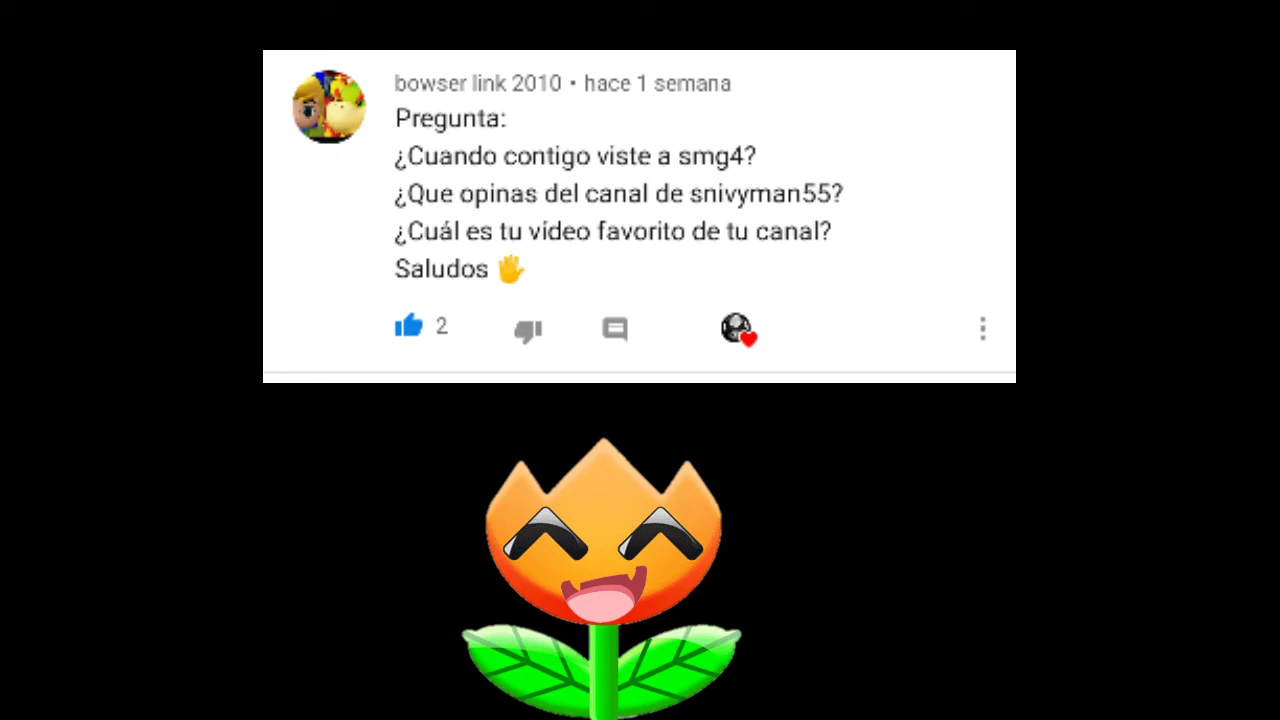 bowser link 2010 • hace 1 semana
Pregunta:
¿Cuando contigo viste a smg4?
¿Que opinas del canal de snivyman55?
¿Cuál es tu vídeo favorito de tu canal?
Saludos 🖐
2